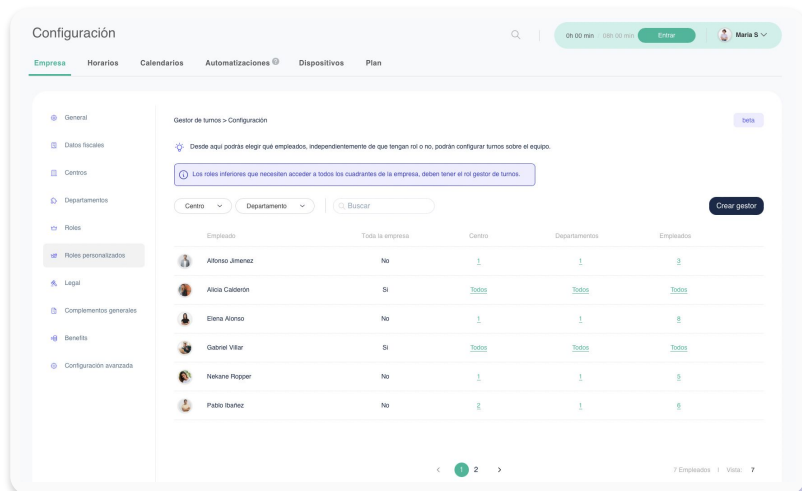 Configuración
0h 00 min / 08h 00 min Entrar Maria S
Empresa Horarios Calendarios Automatizaciones ? Dispositivos Plan
General
Datos fiscales
Centros
Departamentos
Roles
Roles personalizados
Legal
Complementos generales
Benefits
Configuración avanzada
Gestor de turnos > Configuración beta
Desde aquí podrás elegir qué empleados, independientemente de que tengan rol o no, podrán configurar turnos sobre el equipo.
Los roles inferiores que necesiten acceder a todos los cuadrantes de la empresa, deben tener el rol gestor de turnos.
Centro Departamento Buscar Crear gestor
Empleado Toda la empresa Centro Departamentos Empleados
Alfonso Jimenez No 1 1 3
Alicia Calderón Si Todos Todos Todos
Elena Alonso No 1 1 8
Gabriel Villar Si Todos Todos Todos
Nekane Ropper No 1 1 5
Pablo Ibañez No 2 1 6
< 1 2 > 7 Empleados | Vista: 7